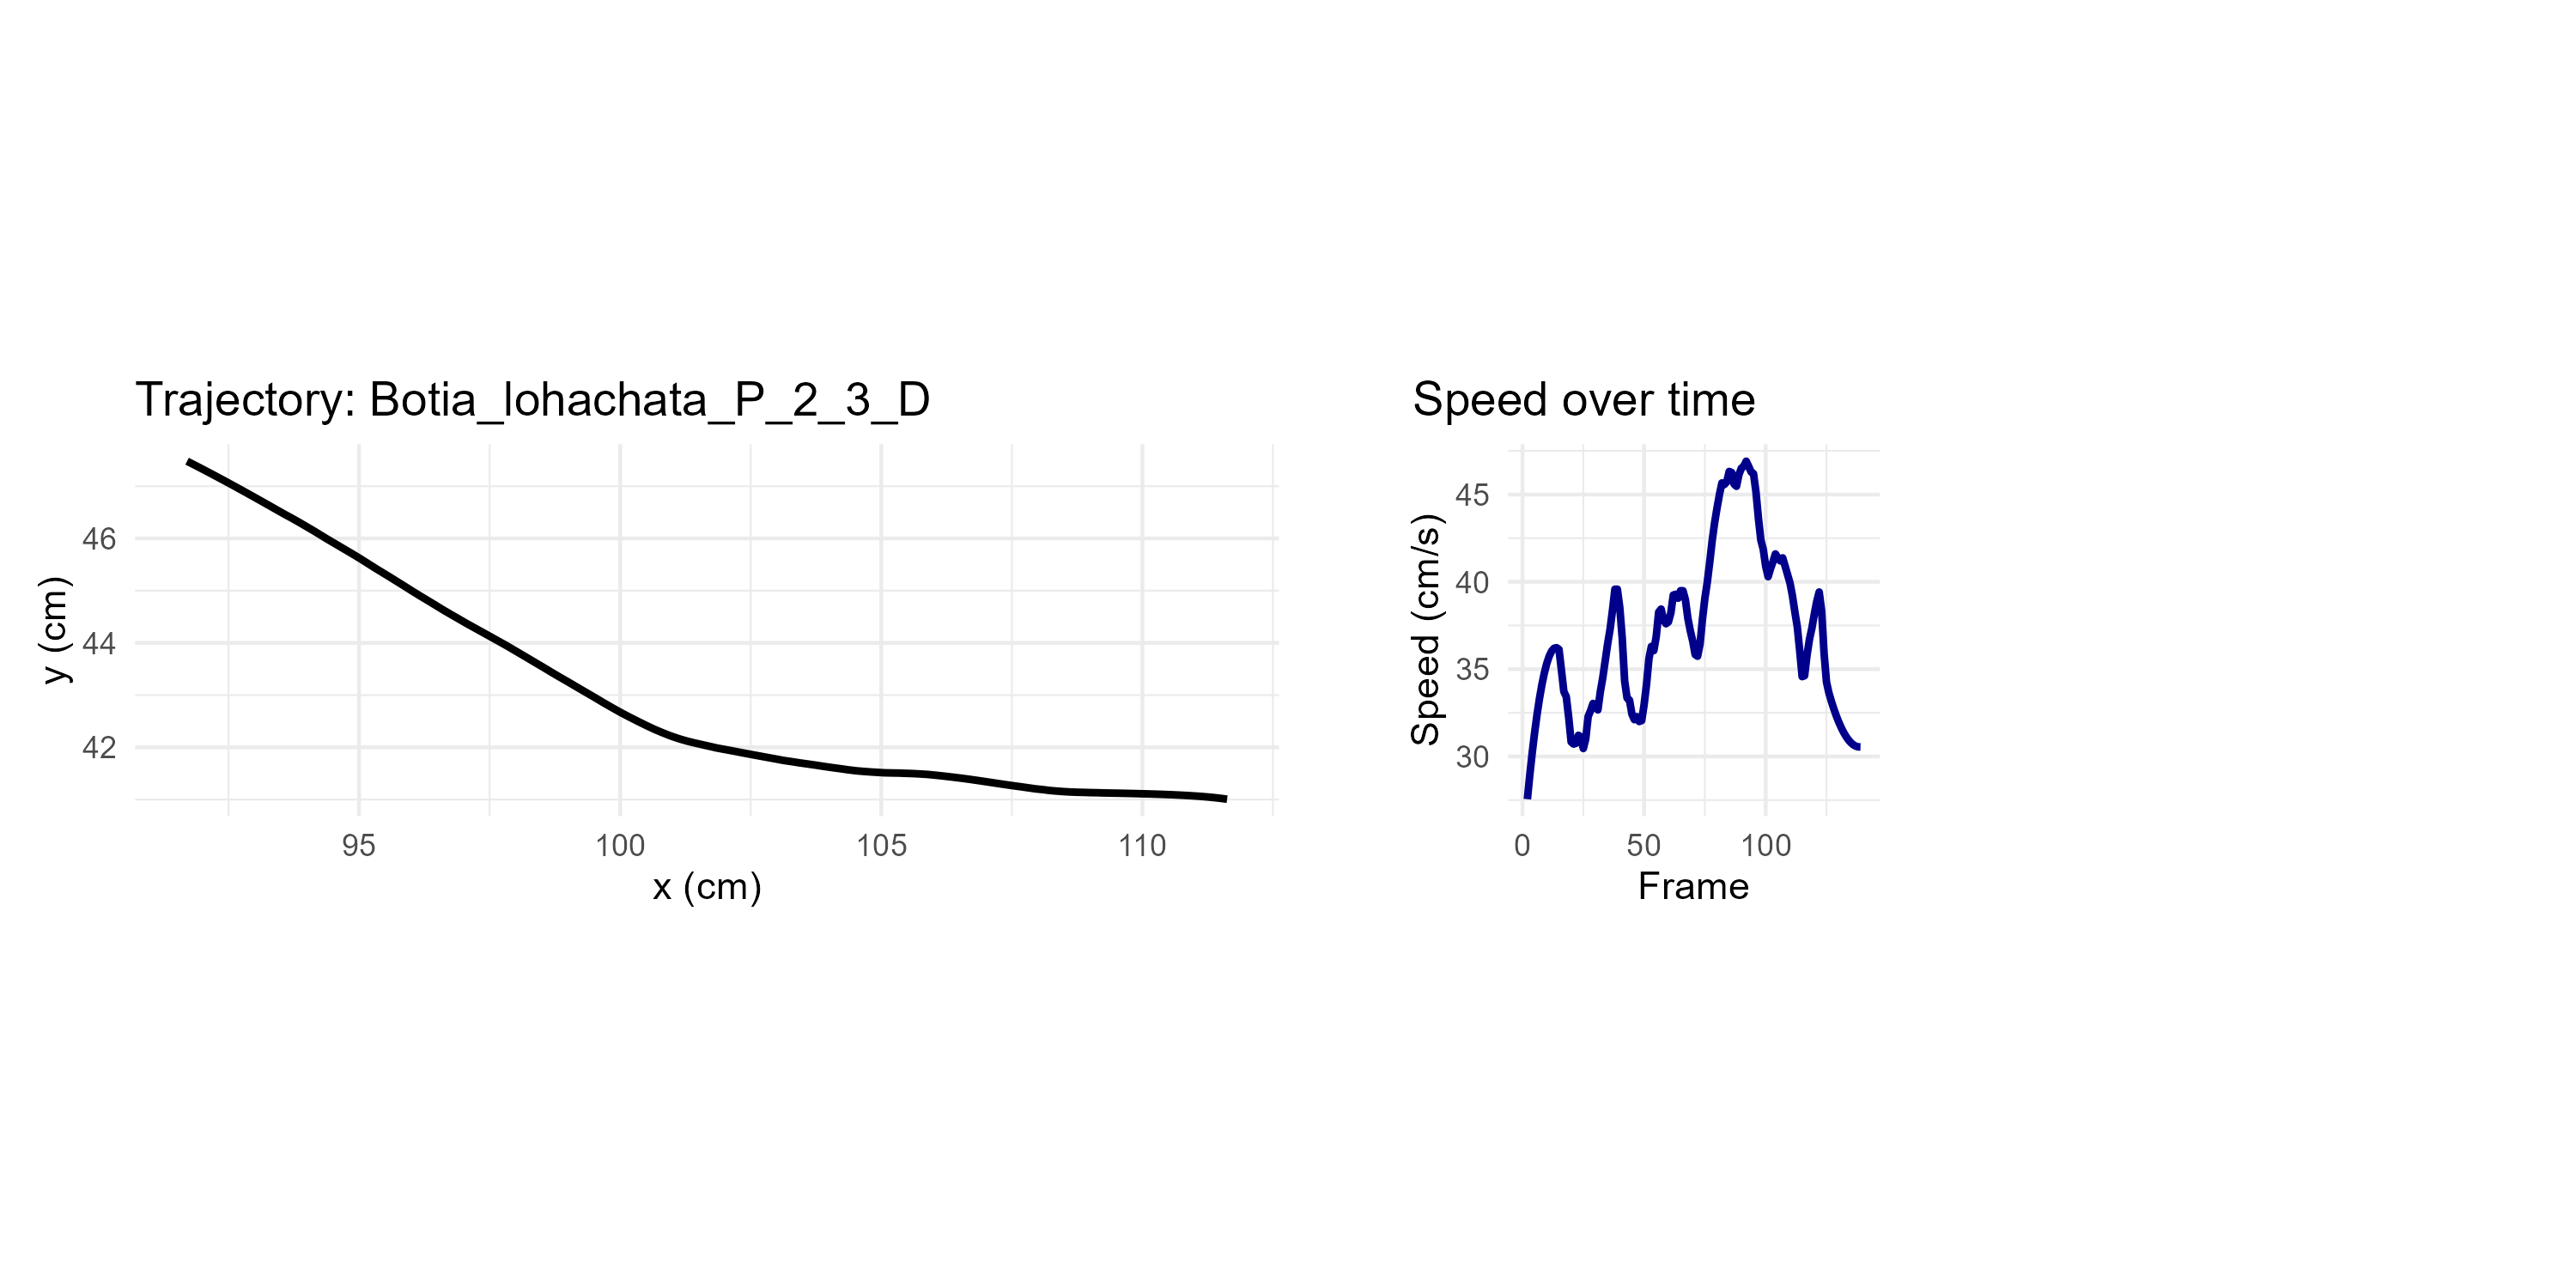 Trajectory: Botia_lohachata_P_2_3_D
46
44
42
y (cm)
95 100 105 110
x (cm)
Speed over time
45
40
35
30
Speed (cm/s)
0 50 100
Frame